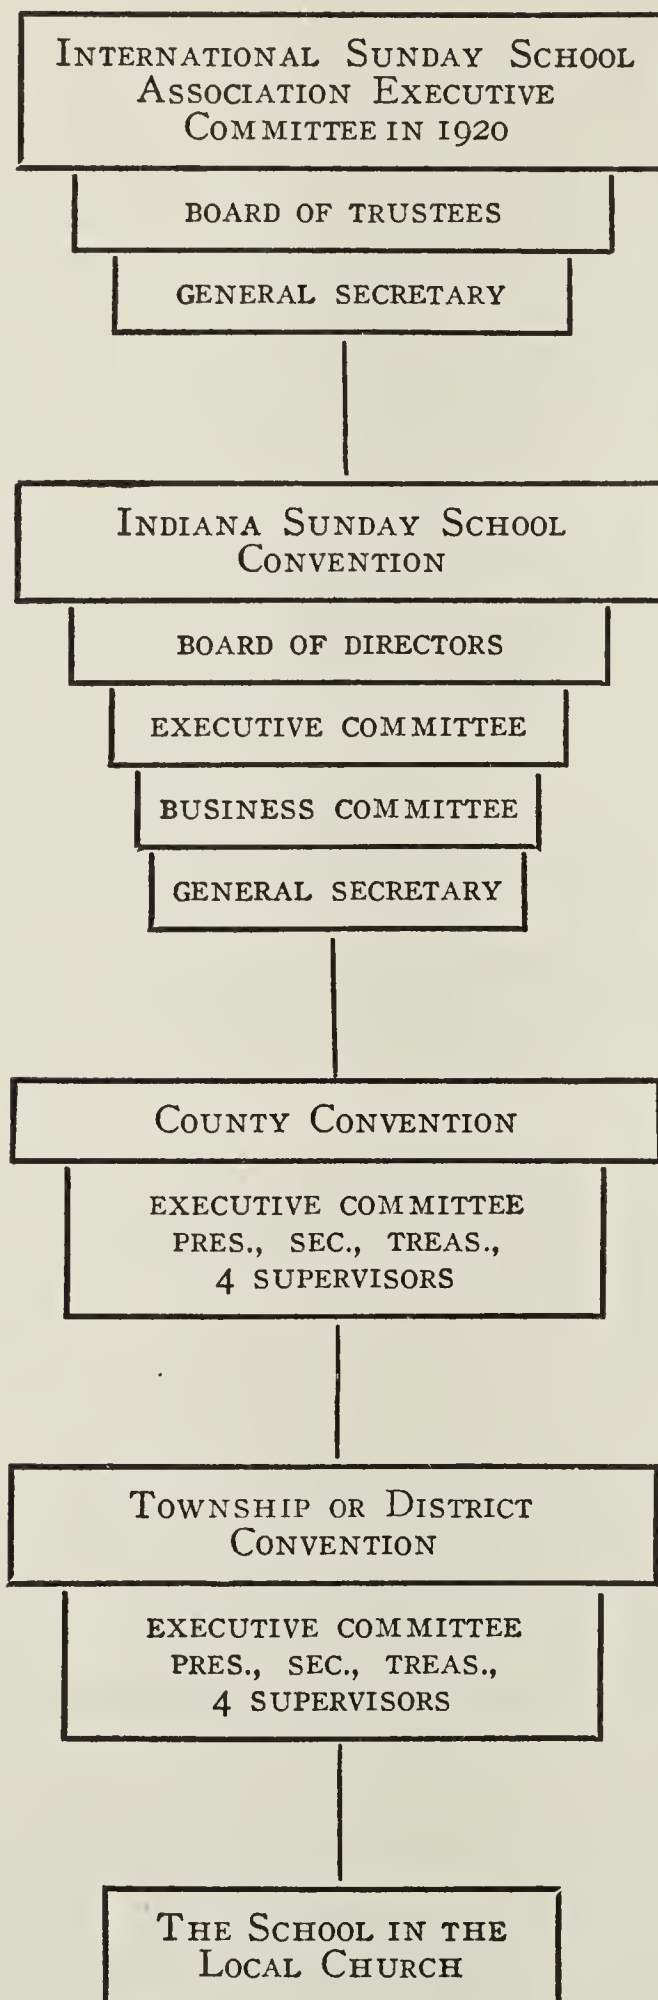 International Sunday School
Association Executive
Committee in 1920
BOARD OF TRUSTEES
GENERAL SECRETARY
Indiana Sunday School
Convention
BOARD OF DIRECTORS
EXECUTIVE COMMITTEE
BUSINESS COMMITTEE
GENERAL SECRETARY
County Convention
EXECUTIVE COMMITTEE
PRES., SEC., TREAS.,
4 SUPERVISORS
Township or District
Convention
EXECUTIVE COMMITTEE
PRES., SEC., TREAS.,
4 SUPERVISORS
The School in the
Local Church